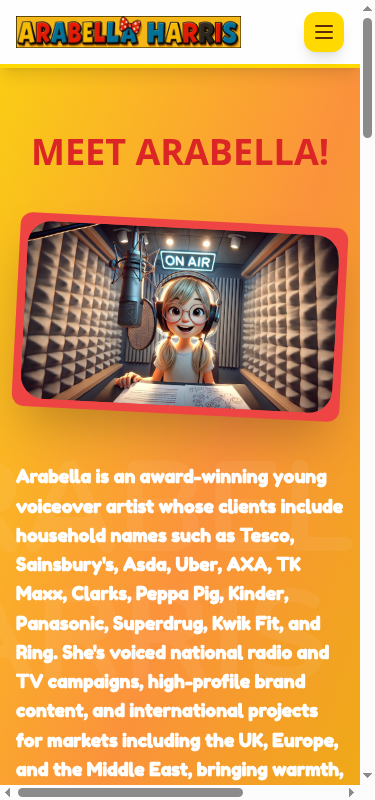 ARABELLA HARRIS
MEET ARABELLA!
ON AIR
Arabella is an award-winning young
voiceover artist whose clients include
household names such as Tesco,
Sainsbury's, Asda, Uber, AXA, TK
Maxx, Clarks, Peppa Pig, Kinder,
Panasonic, Superdrug, Kwik Fit, and
Ring. She's voiced national radio and
TV campaigns, high-profile brand
content, and international projects
for markets including the UK, Europe,
and the Middle East, bringing warmth,